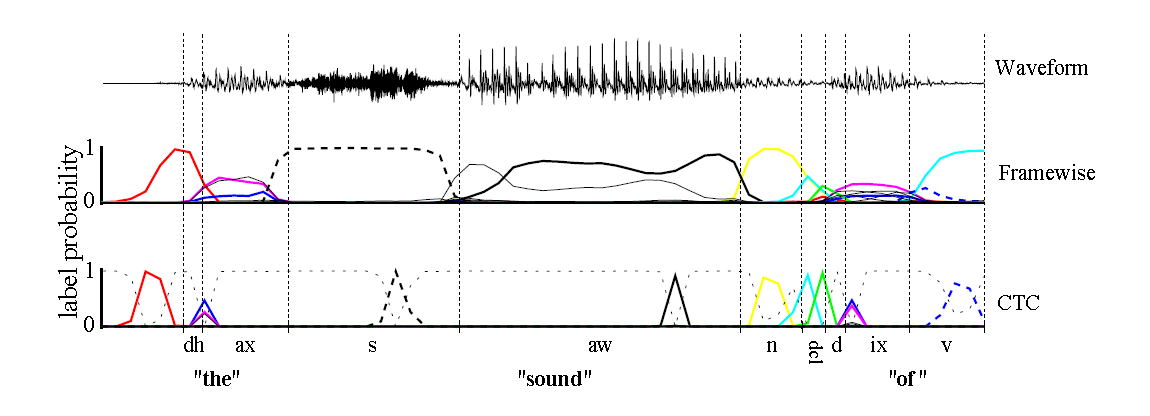 Waveform
label probability
1
0
Framewise
1
0
CTC
dh ax s aw n dcl d ix v
"the" "sound" "of"